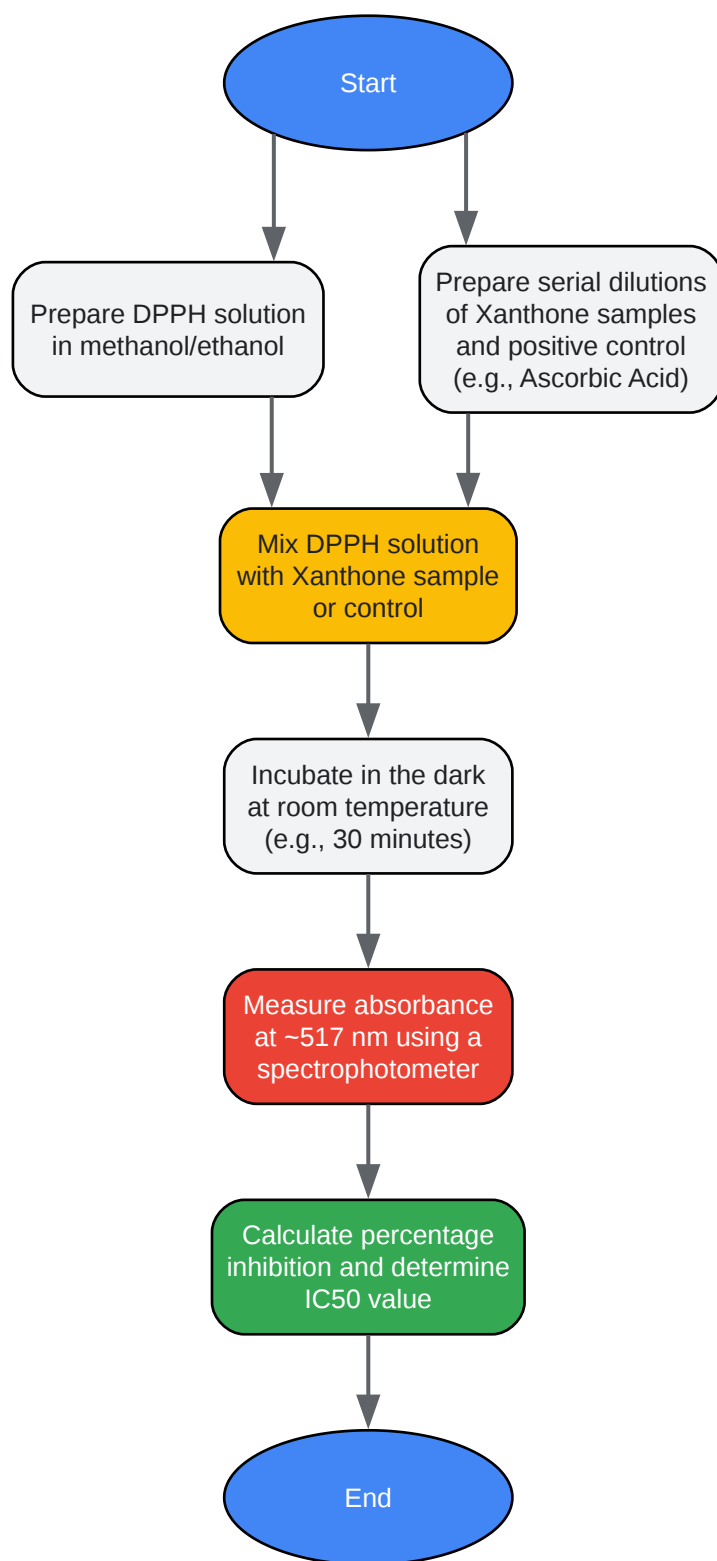 Start
Prepare DPPH solution
in methanol/ethanol
Prepare serial dilutions
of Xanthone samples
and positive control
(e.g., Ascorbic Acid)
Mix DPPH solution
with Xanthone sample
or control
Incubate in the dark
at room temperature
(e.g., 30 minutes)
Measure absorbance
at ~517 nm using a
spectrophotometer
Calculate percentage
inhibition and determine
IC50 value
End